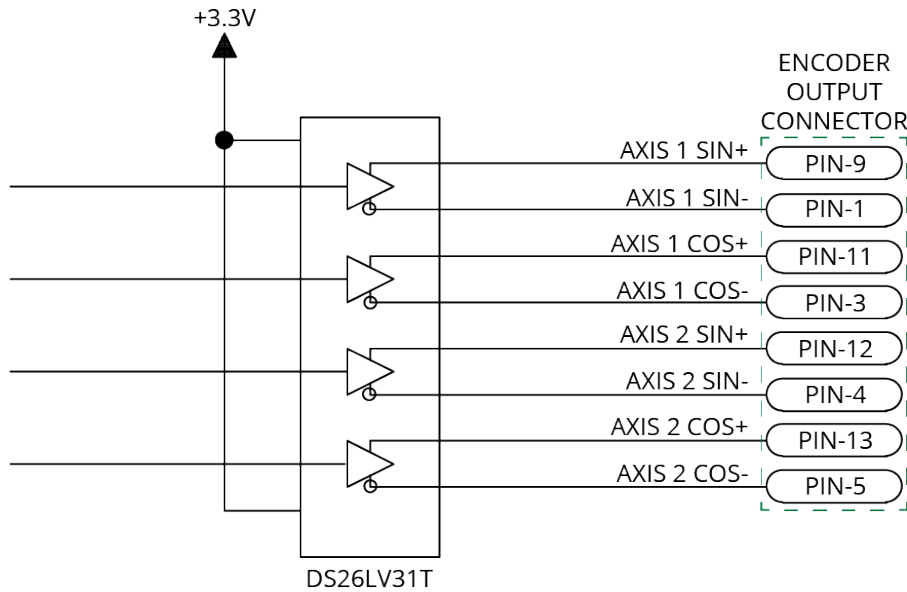 +3.3V
ENCODER
OUTPUT
CONNECTOR
AXIS 1 SIN+
PIN-9
AXIS 1 SIN-
PIN-1
AXIS 1 COS+
PIN-11
AXIS 1 COS-
PIN-3
AXIS 2 SIN+
PIN-12
AXIS 2 SIN-
PIN-4
AXIS 2 COS+
PIN-13
AXIS 2 COS-
PIN-5
DS26LV31T